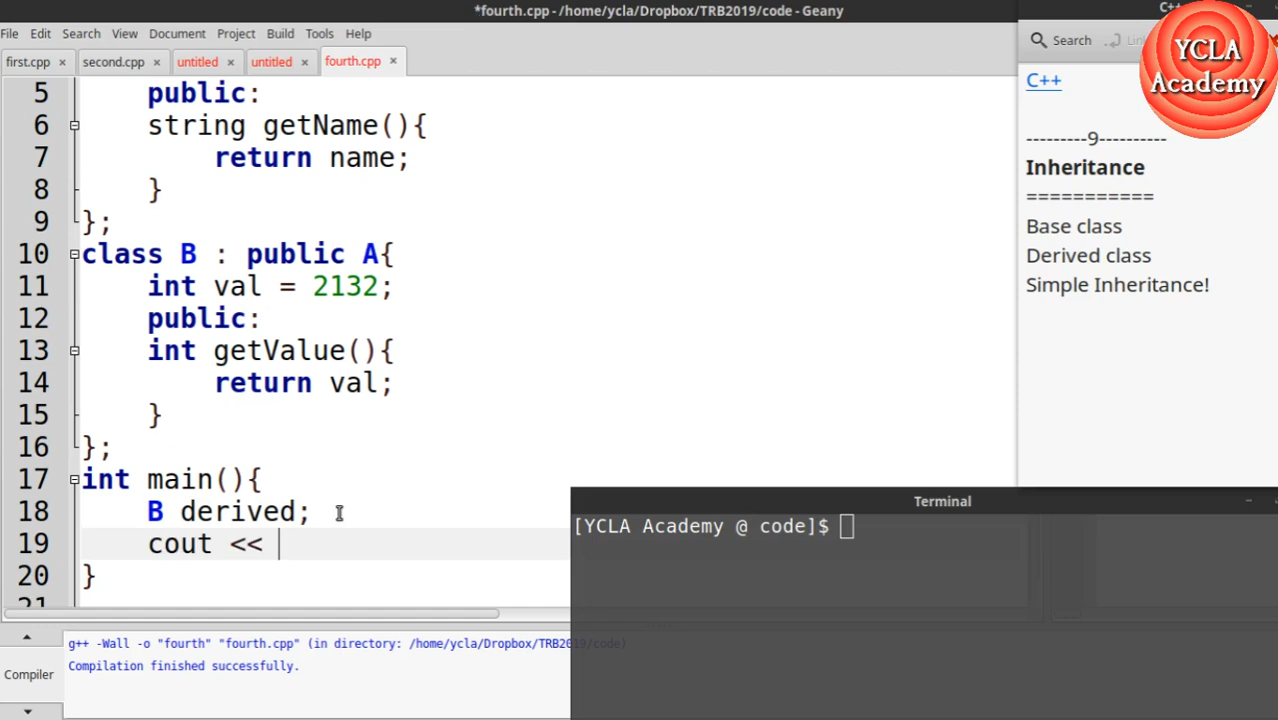 *fourth.cpp - /home/ycla/Dropbox/TRB2019/code - Geany
File Edit Search View Document Project Build Tools Help
first.cpp × second.cpp × untitled × untitled × fourth.cpp ×
5 public:
6 string getName(){
7 return name;
8 }
9 };
10 class B : public A{
11 int val = 2132;
12 public:
13 int getValue(){
14 return val;
15 }
16 };
17 int main(){
18 B derived;
19 cout <<
20 }
21
g++ -Wall -o "fourth" "fourth.cpp" (in directory: /home/ycla/Dropbox/TRB2019/code)
Compiler
Compilation finished successfully.
Terminal
[YCLA Academy @ code]$
Search
C++
---------9----------
Inheritance
===========
Base class
Derived class
Simple Inheritance!
YCLA
Academy